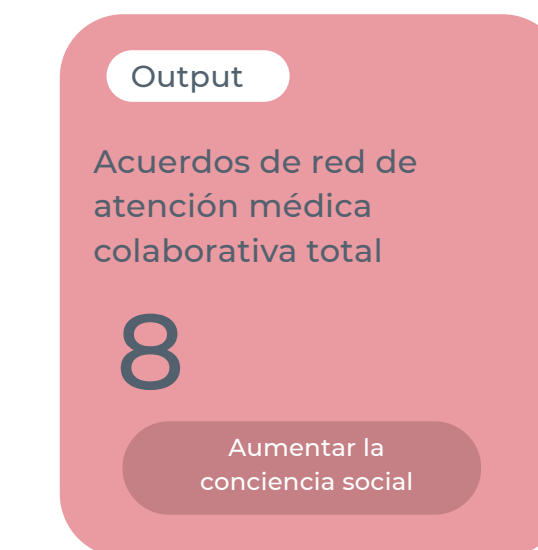 Output
Acuerdos de red de
atención médica
colaborativa total
8
Aumentar la
conciencia social